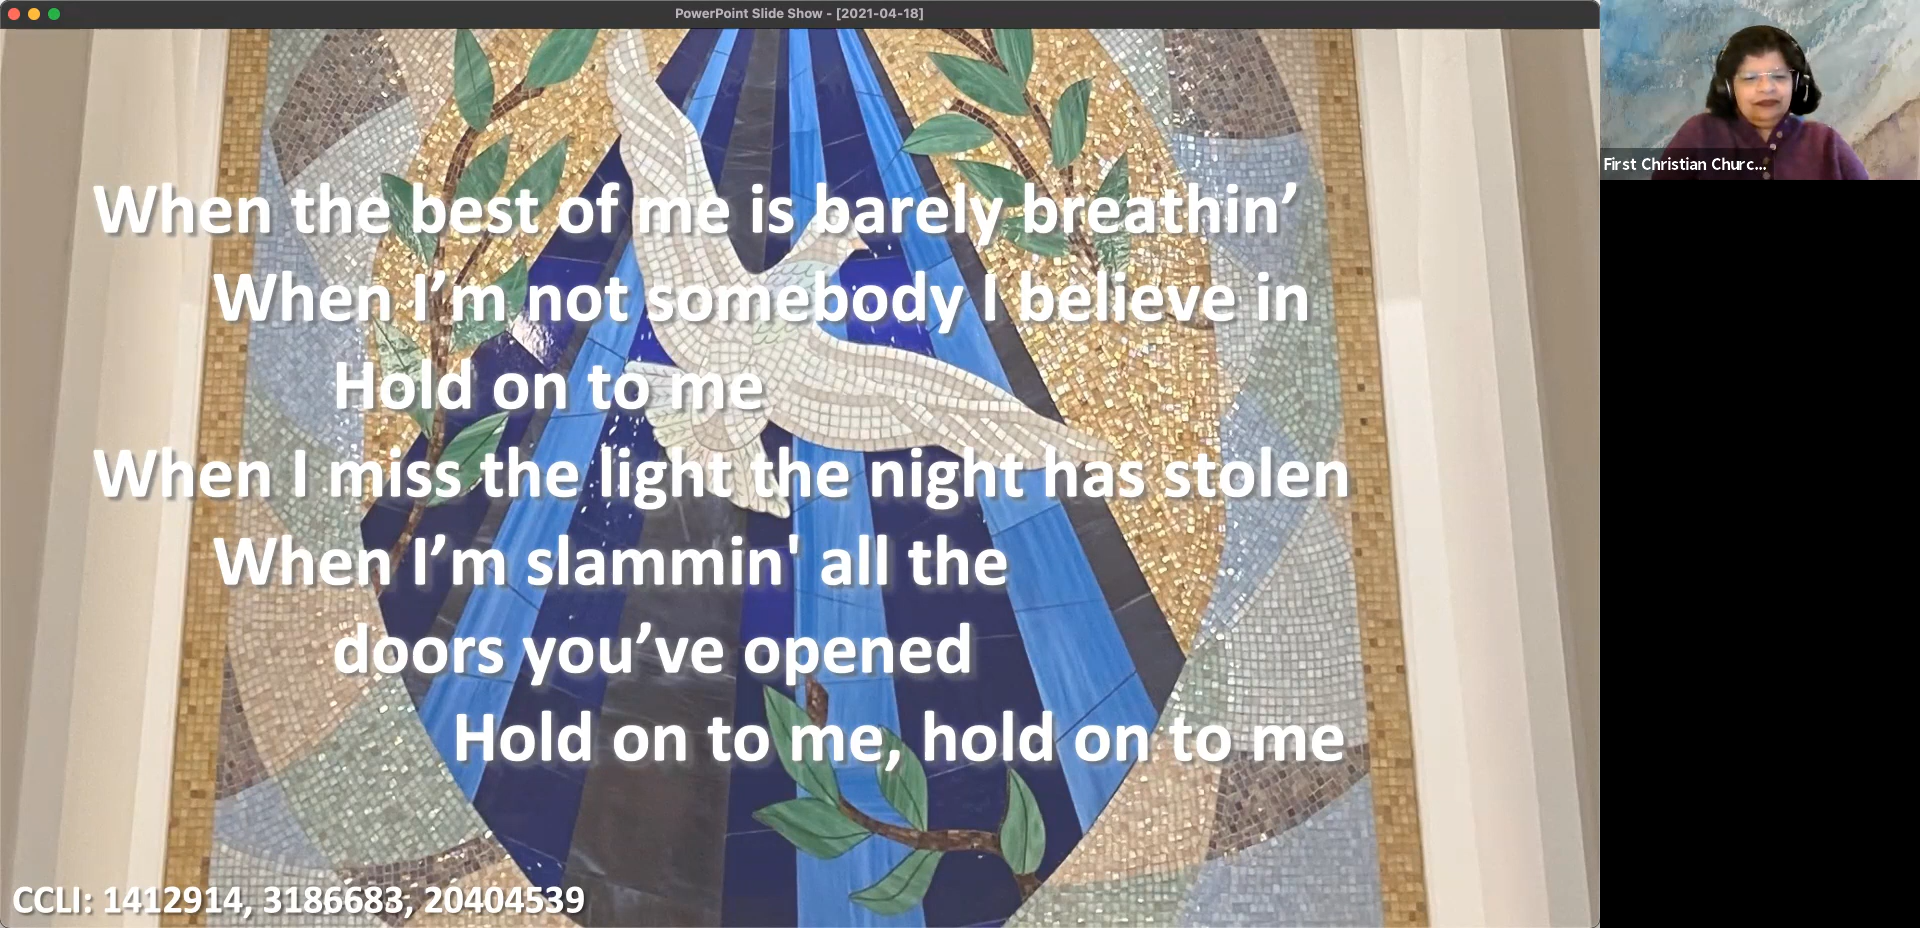 PowerPoint Slide Show - [2021-04-18]
First Christian Churc...
When the best of me is barely breathin’
When I’m not somebody I believe in
Hold on to me
When I miss the light the night has stolen
When I’m slammin' all the
doors you’ve opened
Hold on to me, hold on to me
CCLI: 1412914, 3186683, 20404539